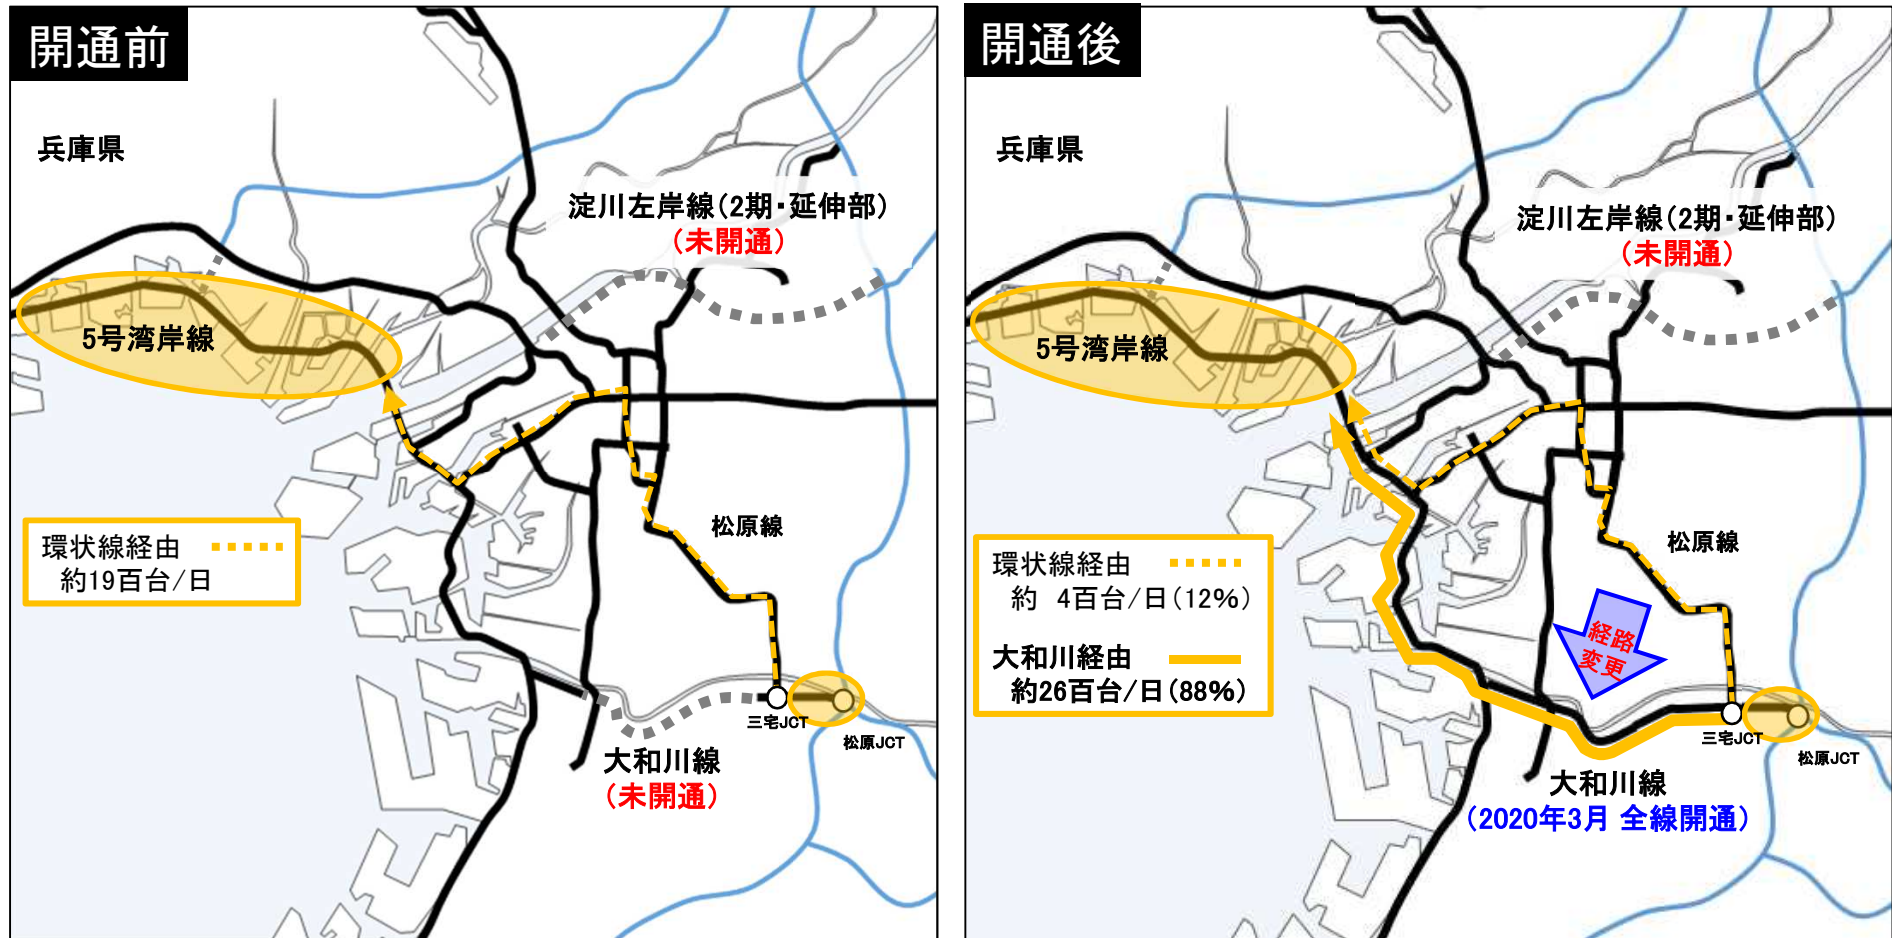 開通前
兵庫県
淀川左岸線(2期・延伸部)
(未開通)
5号湾岸線
松原線
環状線経由
約19百台/日
三宅JCT
松原JCT
大和川線
(未開通)
開通後
兵庫県
淀川左岸線(2期・延伸部)
(未開通)
5号湾岸線
松原線
環状線経由
約 4百台/日(12%)
大和川経由
約26百台/日(88%)
経路
変更
三宅JCT
松原JCT
大和川線
(2020年3月 全線開通)